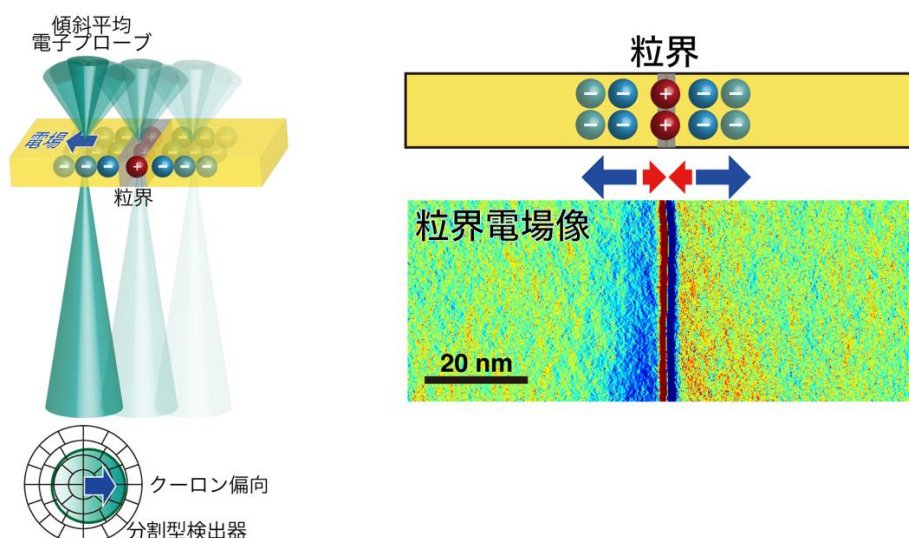 傾斜平均
電子プローブ
電場
粒界
クーロン偏向
分割型検出器
粒界
粒界電場像
20 nm